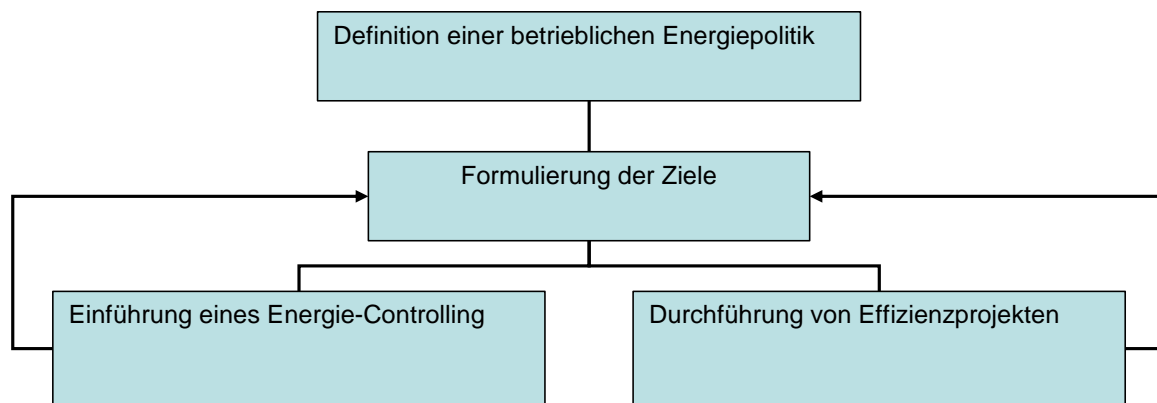 Definition einer betrieblichen Energiepolitik
Formulierung der Ziele
Einführung eines Energie-Controlling
Durchführung von Effizienzprojekten